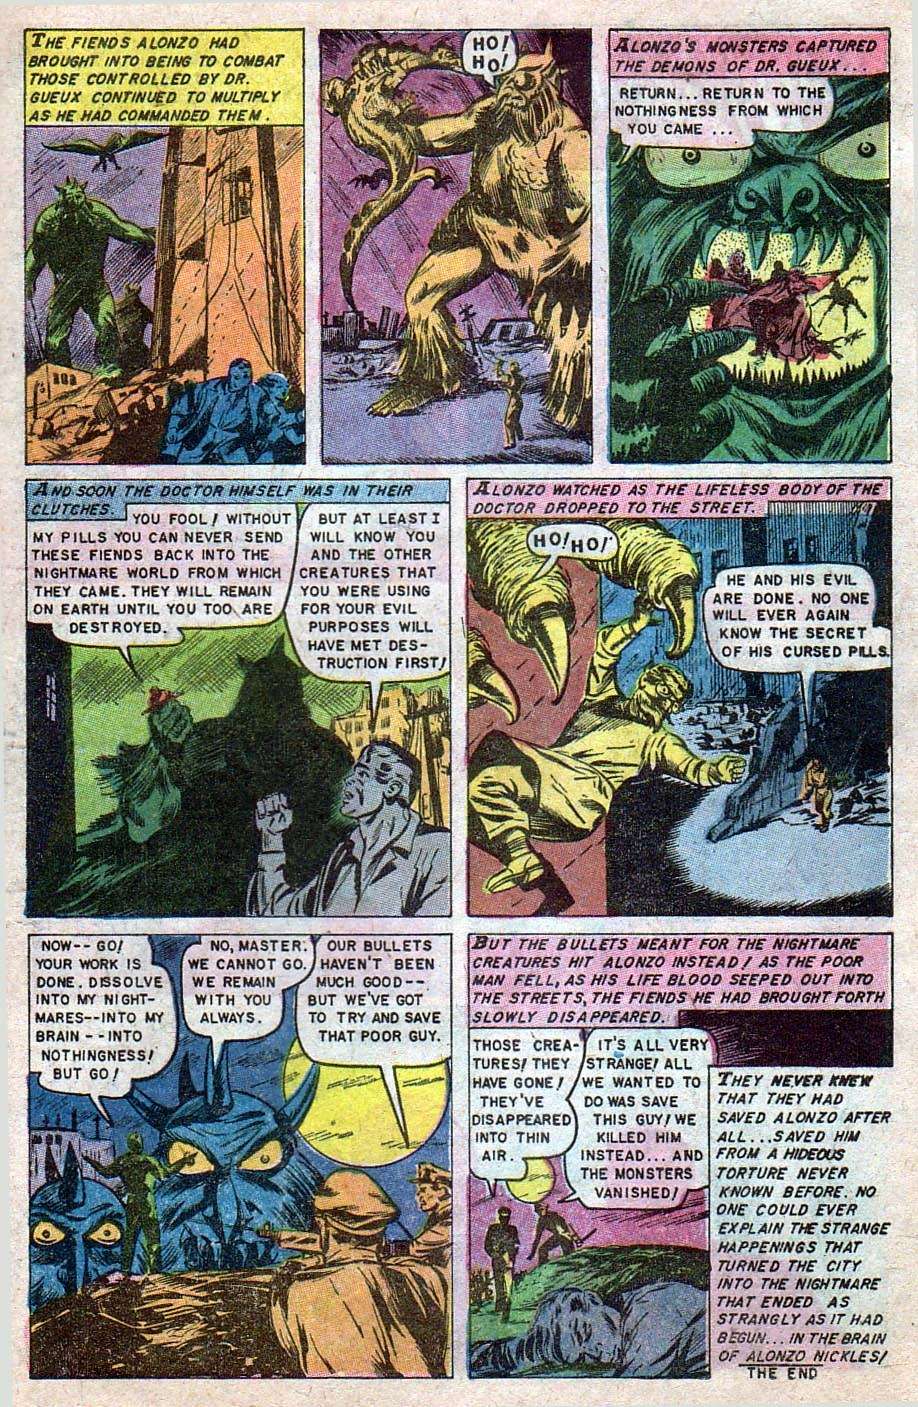 THE FIENDS ALONZO HAD
BROUGHT INTO BEING TO COMBAT
THOSE CONTROLLED BY DR.
GUEUX CONTINUED TO MULTIPLY
AS HE HAD COMMANDED THEM.
HO!
HO!
ALONZO'S MONSTERS CAPTURED
THE DEMONS OF DR. GUEUX...
RETURN... RETURN TO THE
NOTHINGNESS FROM WHICH
YOU CAME ...
AND SOON THE DOCTOR HIMSELF WAS IN THEIR
CLUTCHES.
YOU FOOL! WITHOUT
MY PILLS YOU CAN NEVER SEND
THESE FIENDS BACK INTO THE
NIGHTMARE WORLD FROM WHICH
THEY CAME. THEY WILL REMAIN
ON EARTH UNTIL YOU TOO ARE
DESTROYED.
BUT AT LEAST I
WILL KNOW YOU
AND THE OTHER
CREATURES THAT
YOU WERE USING
FOR YOUR EVIL
PURPOSES WILL
HAVE MET DES-
TRUCTION FIRST!
ALONZO WATCHED AS THE LIFELESS BODY OF THE
DOCTOR DROPPED TO THE STREET.
HO! HO!
HE AND HIS EVIL
ARE DONE. NO ONE
WILL EVER AGAIN
KNOW THE SECRET
OF HIS CURSED PILLS.
NOW-- GO!
YOUR WORK IS
DONE. DISSOLVE
INTO MY NIGHT-
MARES--INTO MY
BRAIN -- INTO
NOTHINGNESS!
BUT GO!
NO, MASTER.
WE CANNOT GO.
WE REMAIN
WITH YOU
ALWAYS.
OUR BULLETS
HAVEN'T BEEN
MUCH GOOD--
BUT WE'VE GOT
TO TRY AND SAVE
THAT POOR GUY.
BUT THE BULLETS MEANT FOR THE NIGHTMARE
CREATURES HIT ALONZO INSTEAD! AS THE POOR
MAN FELL, AS HIS LIFE BLOOD SEEPED OUT INTO
THE STREETS, THE FIENDS HE HAD BROUGHT FORTH
SLOWLY DISAPPEARED.
THOSE CREA-
TURES! THEY
HAVE GONE!
THEY'VE
DISAPPEARED
INTO THIN
AIR.
IT'S ALL VERY
STRANGE! ALL
WE WANTED TO
DO WAS SAVE
THIS GUY! WE
KILLED HIM
INSTEAD... AND
THE MONSTERS
VANISHED!
THEY NEVER KNEW
THAT THEY HAD
SAVED ALONZO AFTER
ALL...SAVED HIM
FROM A HIDEOUS
TORTURE NEVER
KNOWN BEFORE. NO
ONE COULD EVER
EXPLAIN THE STRANGE
HAPPENINGS THAT
TURNED THE CITY
INTO THE NIGHTMARE
THAT ENDED AS
STRANGLY AS IT HAD
BEGUN... IN THE BRAIN
OF ALONZO NICKLES!
THE END